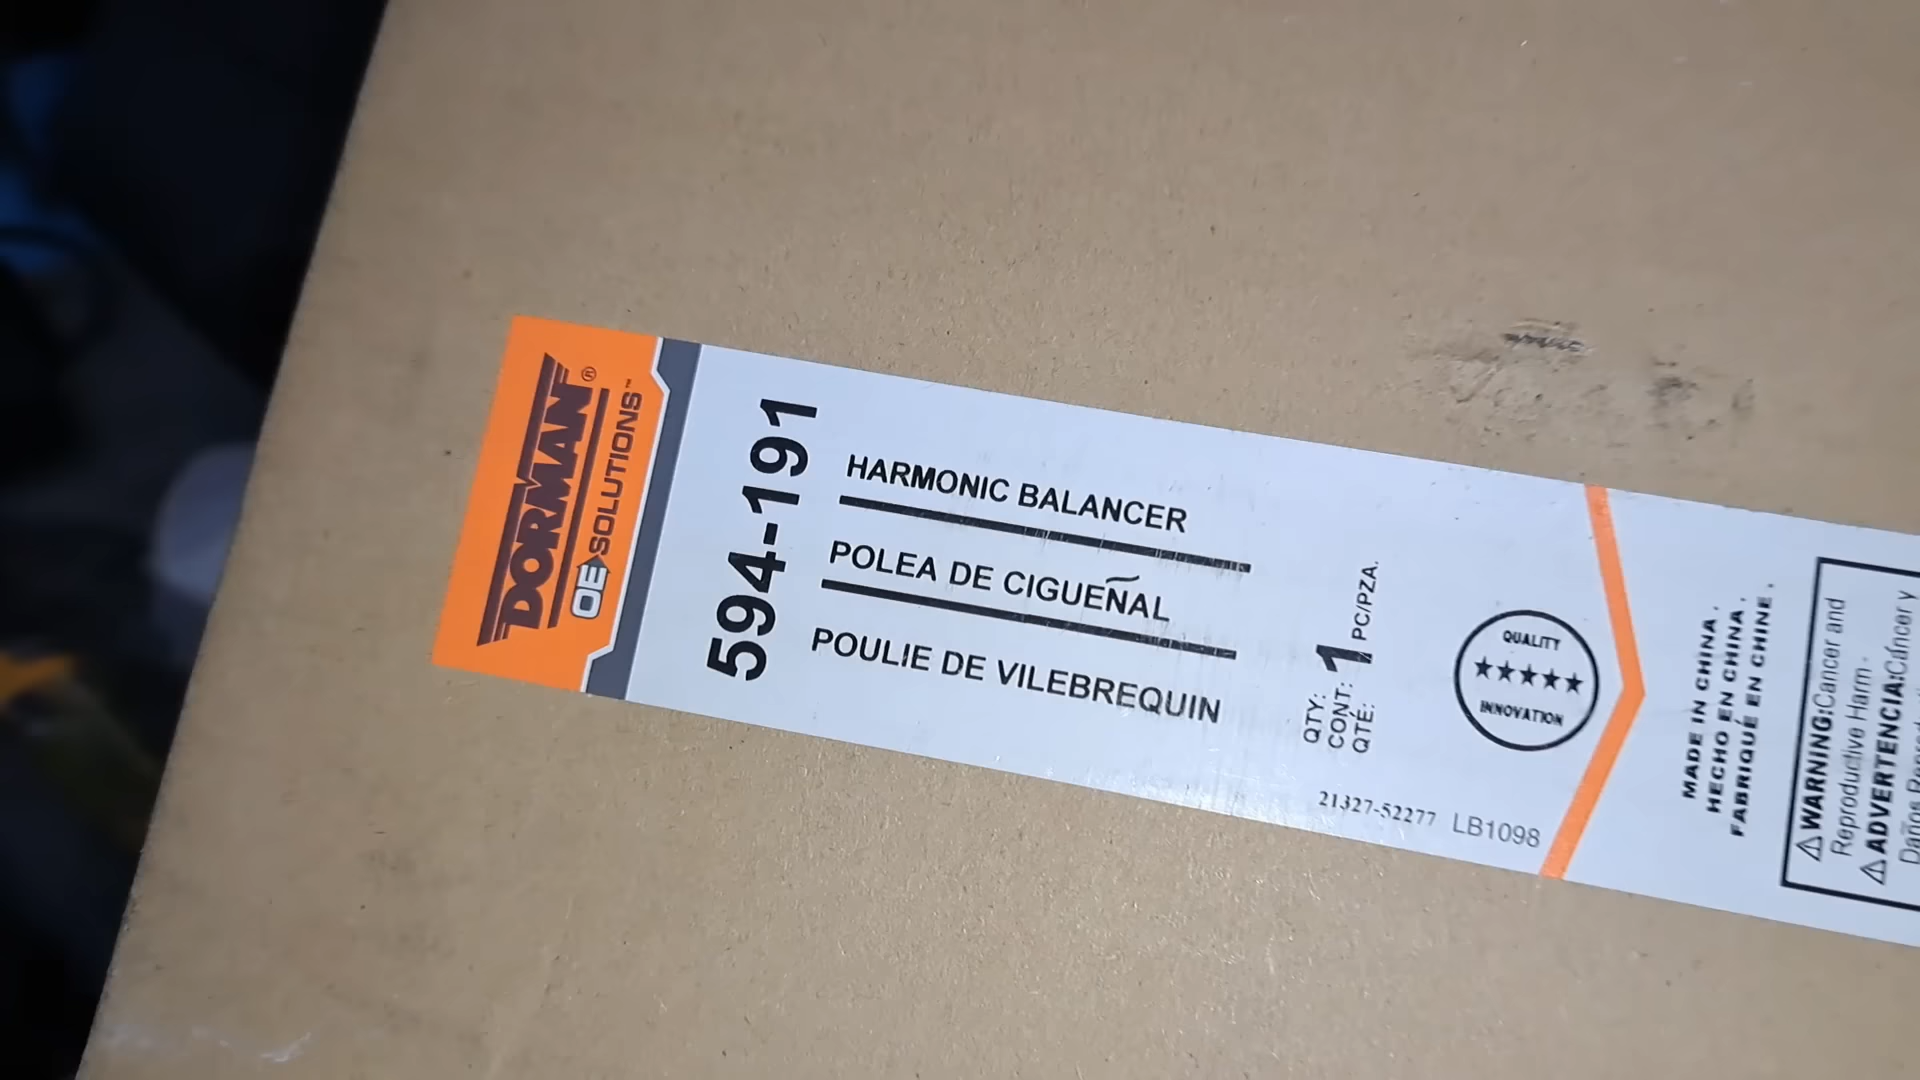 DORMAN®
OE SOLUTIONS™
594-191
HARMONIC BALANCER
POLEA DE CIGUEÑAL
POULIE DE VILEBREQUIN
QTY:
CONT:
QTÉ:
1 PC/PZA.
21327-52277 LB1098
QUALITY
★★★★★
INNOVATION
MADE IN CHINA.
HECHO EN CHINA.
FABRIQUÉ EN CHINE.
⚠WARNING:Cancer and
Reproductive Harm -
⚠ADVERTENCIA:Cáncer y
Daños